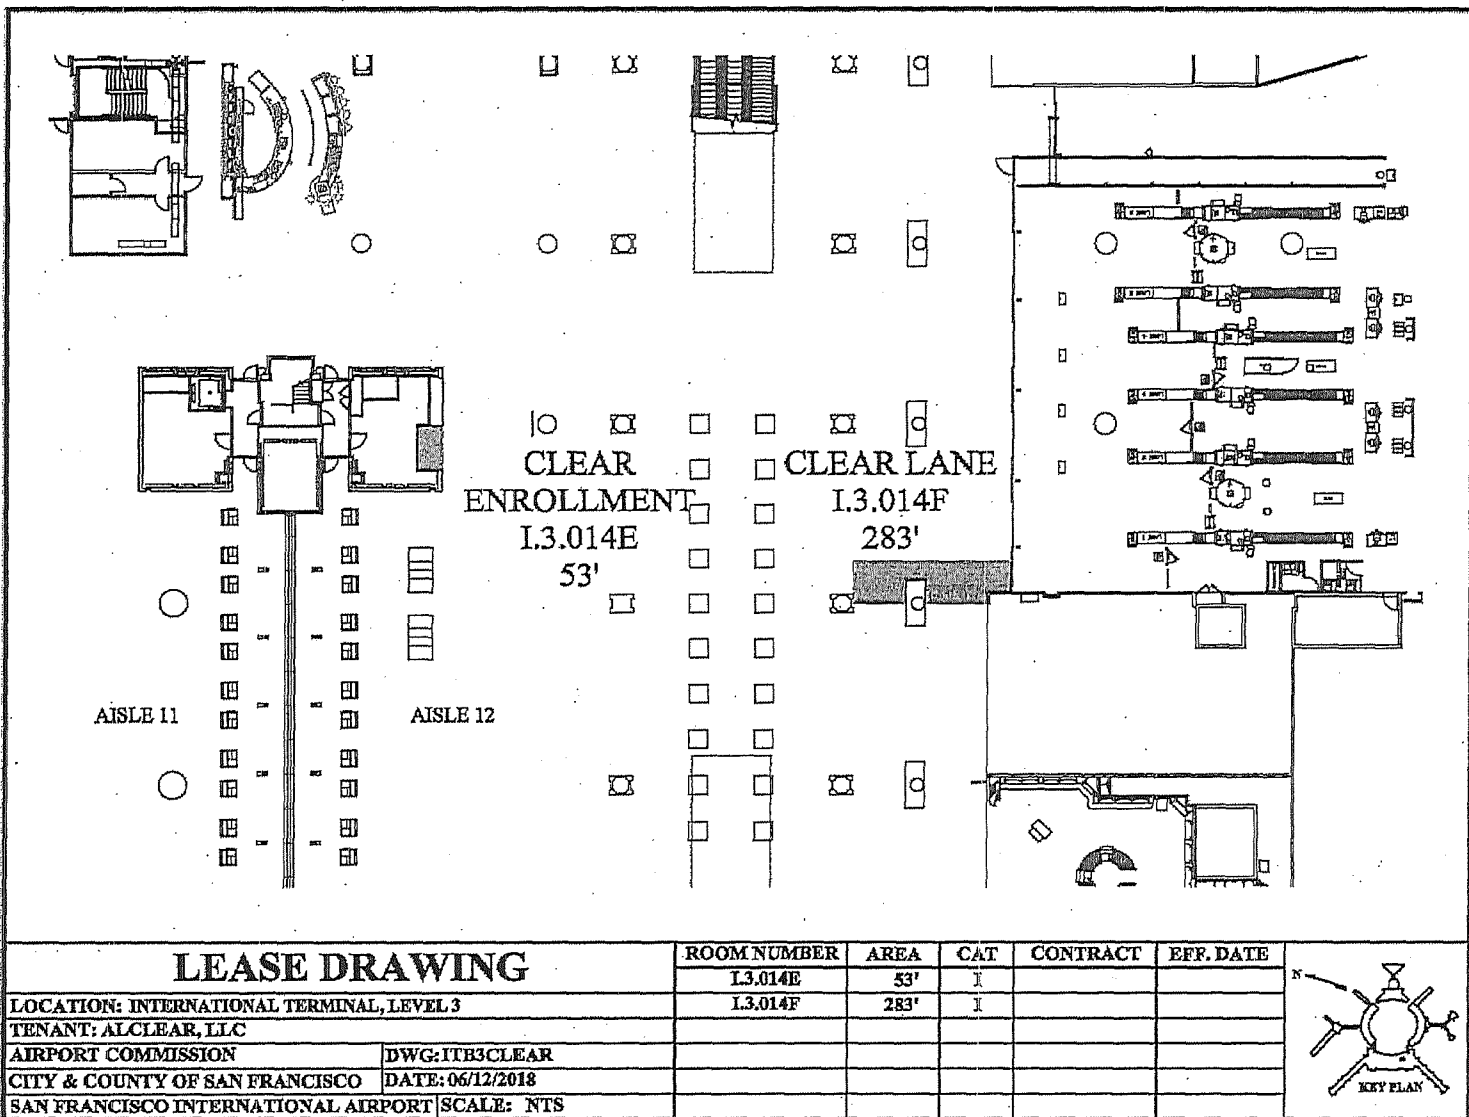 CLEAR
ENROLLMENT
I.3.014E
53'
CLEAR LANE
I.3.014F
283'
AISLE 11
AISLE 12
LEASE DRAWING
LOCATION: INTERNATIONAL TERMINAL, LEVEL 3
TENANT: ALCLEAR, LLC
AIRPORT COMMISSION DWG: ITB3CLEAR
CITY & COUNTY OF SAN FRANCISCO DATE: 06/12/2018
SAN FRANCISCO INTERNATIONAL AIRPORT SCALE: NTS
ROOM NUMBER AREA CAT CONTRACT EFF. DATE
I.3.014E 53' I
I.3.014F 283' I
N
KEY PLAN